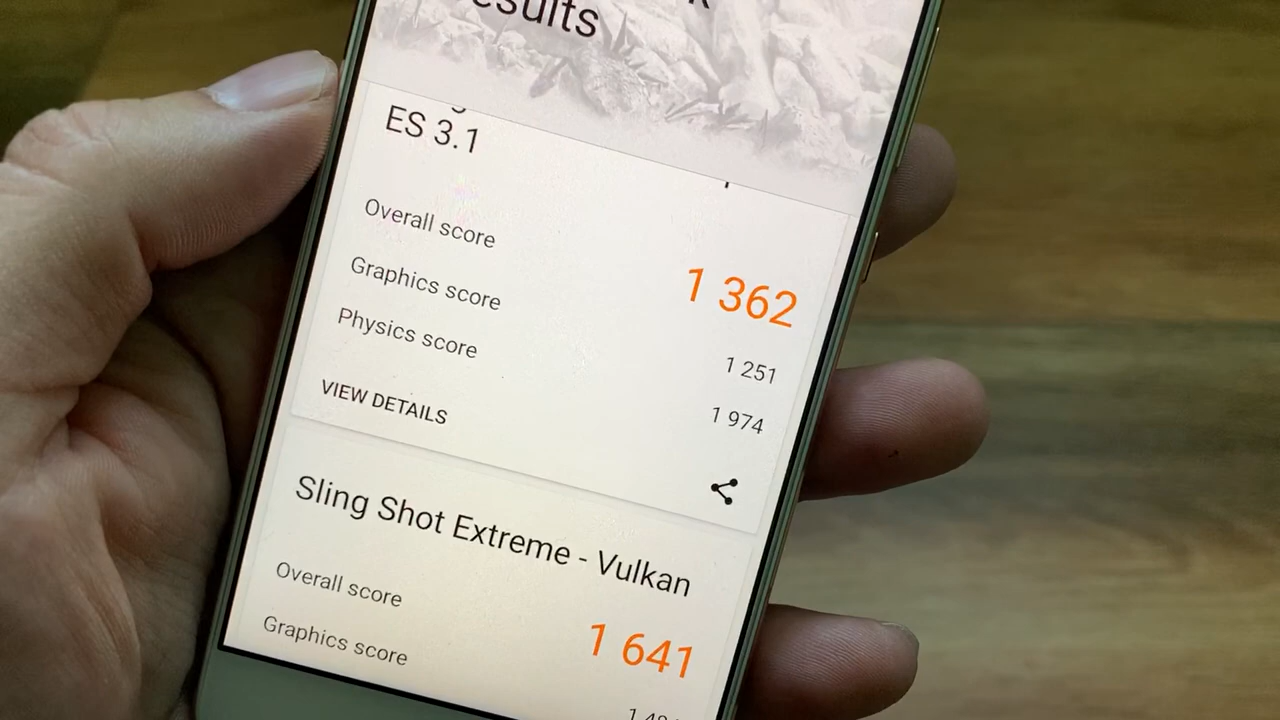 esults
ES 3.1
Overall score
1 362
Graphics score
1 251
Physics score
1 974
VIEW DETAILS
Sling Shot Extreme - Vulkan
Overall score
1 641
Graphics score